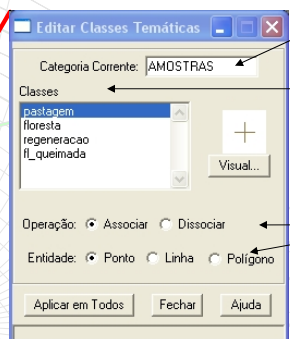 Editar Classes Temáticas
Categoria Corrente: AMOSTRAS
Classes
pastagem
floresta
regeneracao
fl_queimada
Visual...
Operação: Associar Dissociar
Entidade: Ponto Linha Polígono
Aplicar em Todos Fechar Ajuda